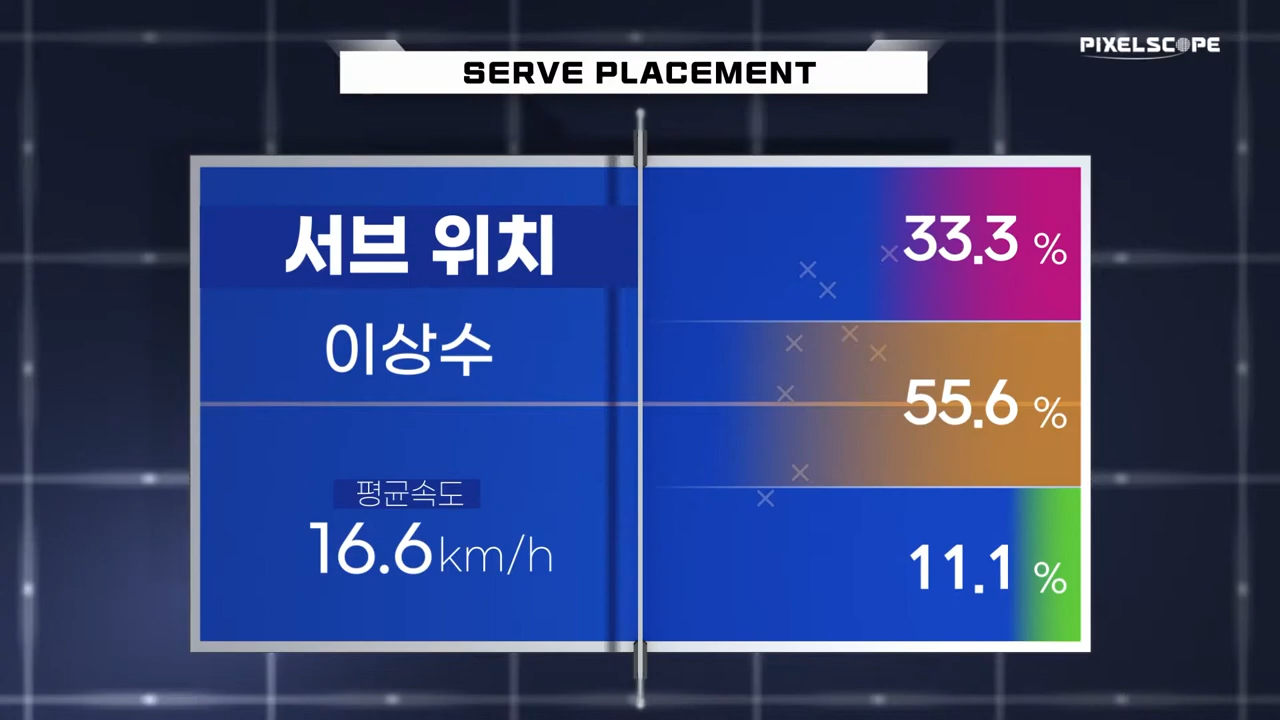 PIXELSCOPE
SERVE PLACEMENT
서브 위치
이상수
평균속도
16.6km/h
33.3 %
55.6 %
11.1 %